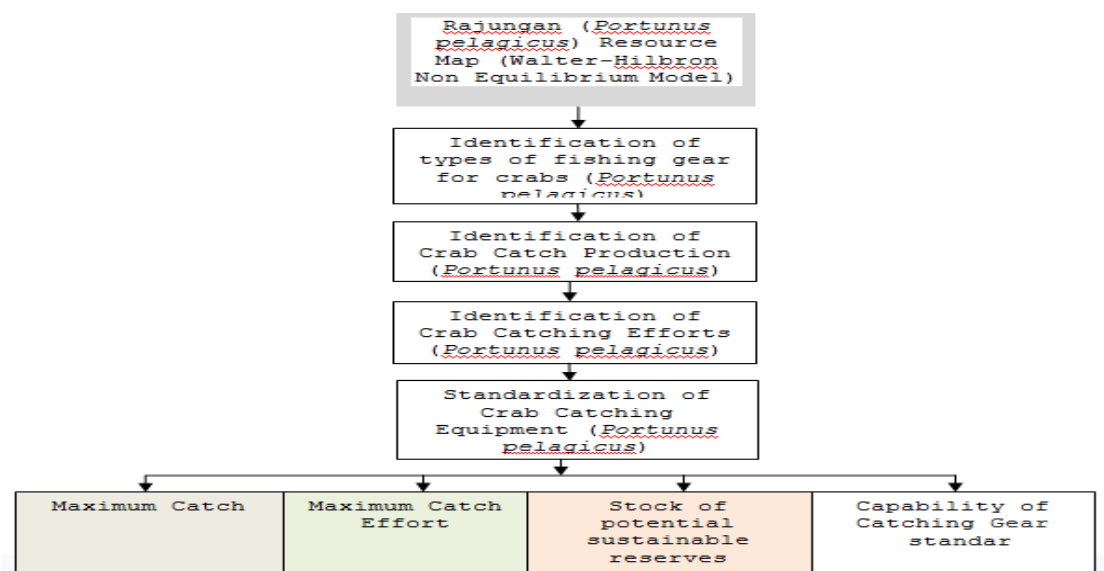 Rajungan (Portunus
pelagicus) Resource
Map (Walter-Hilbron
Non Equilibrium Model)
Identification of
types of fishing gear
for crabs (Portunus
pelagicus)
Identification of
Crab Catch Production
(Portunus pelagicus)
Identification of
Crab Catching Efforts
(Portunus pelagicus)
Standardization of
Crab Catching
Equipment (Portunus
pelagicus)
Maximum Catch
Maximum Catch
Effort
Stock of
potential
sustainable
reserves
Capability of
Catching Gear
standar